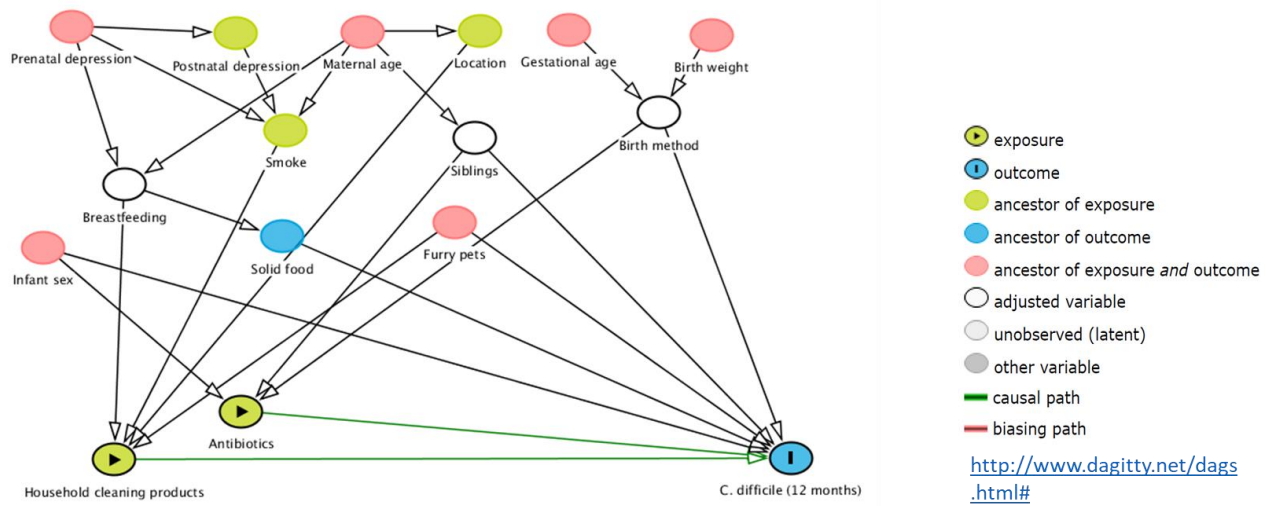 Prenatal depression
Postnatal depression
Maternal age
Location
Gestational age
Birth weight
Smoke
Siblings
Birth method
Breastfeeding
Solid food
Furry pets
Infant sex
Antibiotics
Household cleaning products
C. difficile (12 months)
exposure
outcome
ancestor of exposure
ancestor of outcome
ancestor of exposure and outcome
adjusted variable
unobserved (latent)
other variable
causal path
biasing path
http://www.dagitty.net/dags
.html#